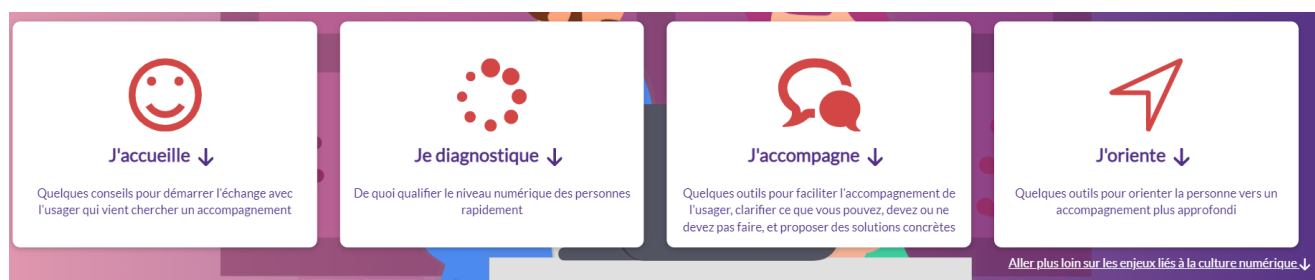 J'accueille ↓
Quelques conseils pour démarrer l'échange avec
l'usager qui vient chercher un accompagnement
Je diagnostique ↓
De quoi qualifier le niveau numérique des personnes
rapidement
J'accompagne ↓
Quelques outils pour faciliter l'accompagnement de
l'usager, clarifier ce que vous pouvez, devez ou ne
devez pas faire, et proposer des solutions concrètes
J'oriente ↓
Quelques outils pour orienter la personne vers un
accompagnement plus approfondi
Aller plus loin sur les enjeux liés à la culture numérique ↓